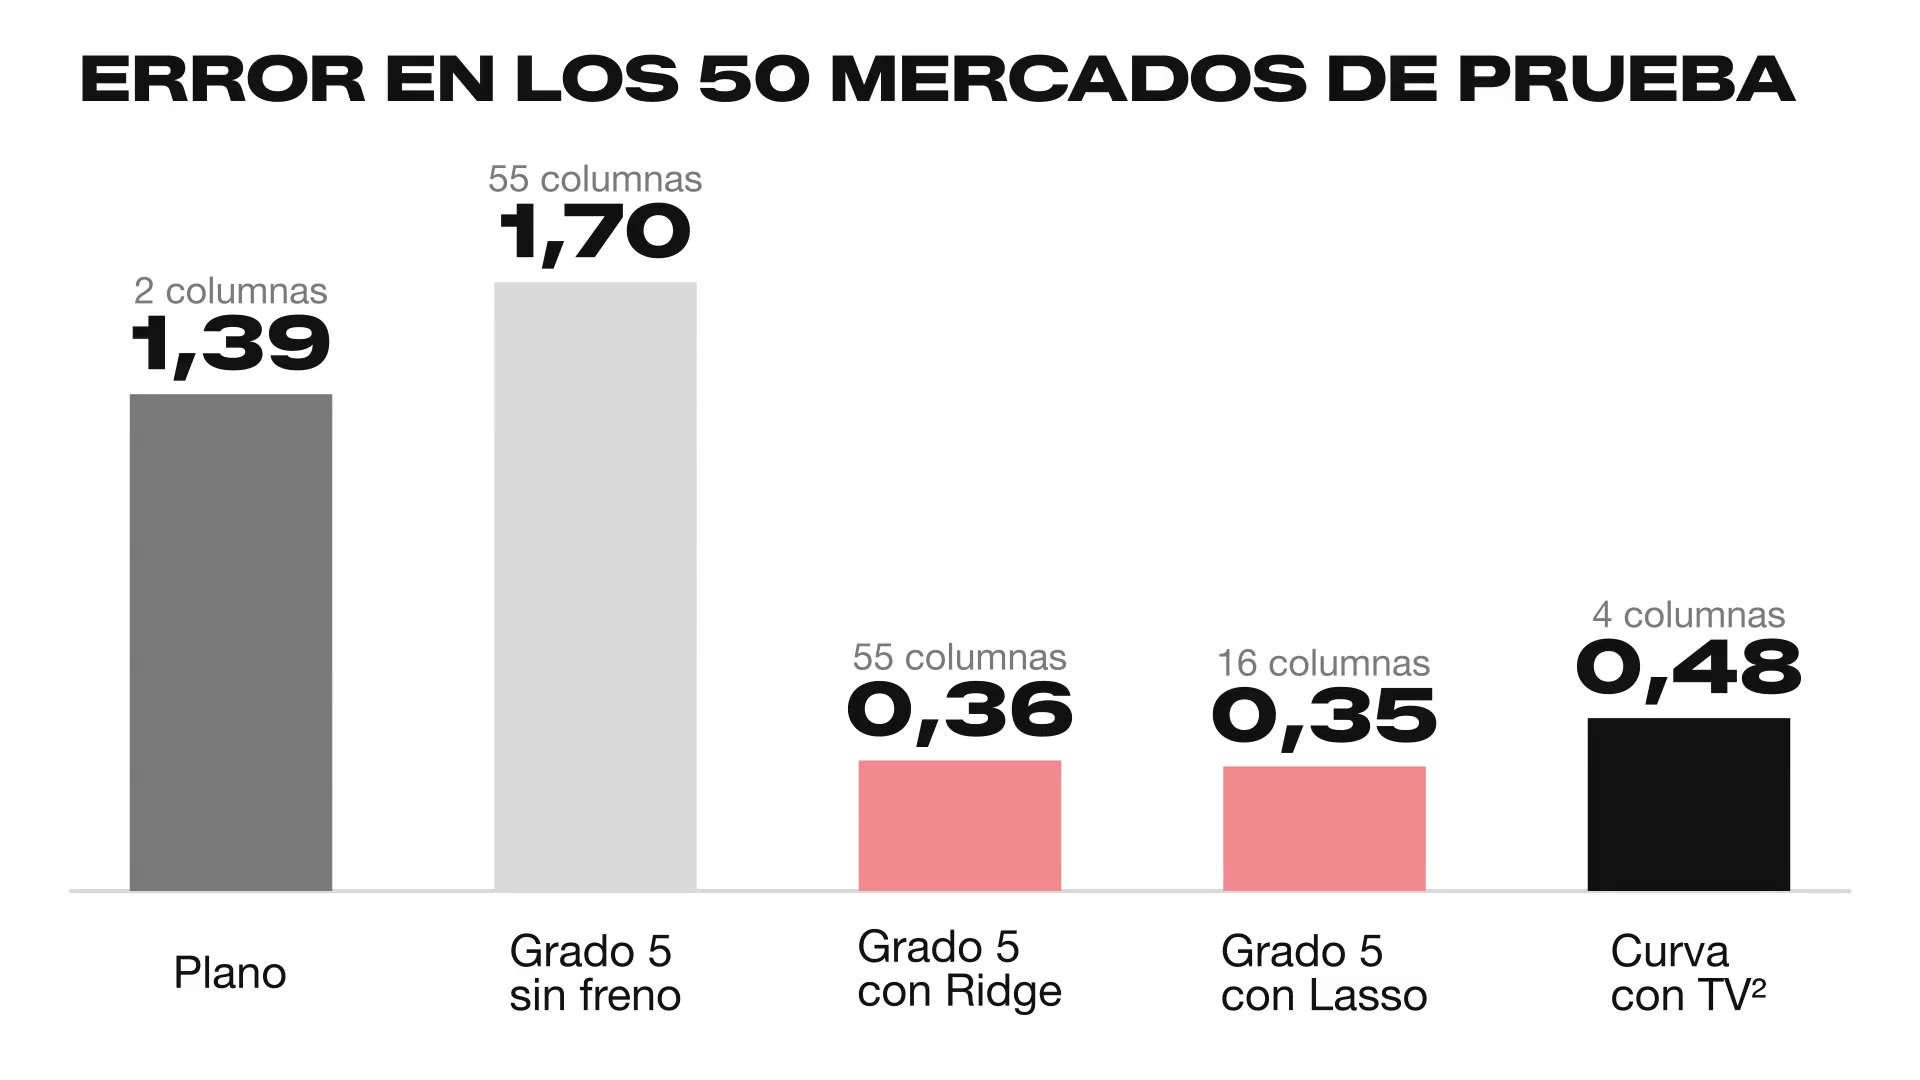 ERROR EN LOS 50 MERCADOS DE PRUEBA
2 columnas
1,39
Plano
55 columnas
1,70
Grado 5
sin freno
55 columnas
0,36
Grado 5
con Ridge
16 columnas
0,35
Grado 5
con Lasso
4 columnas
0,48
Curva
con TV²